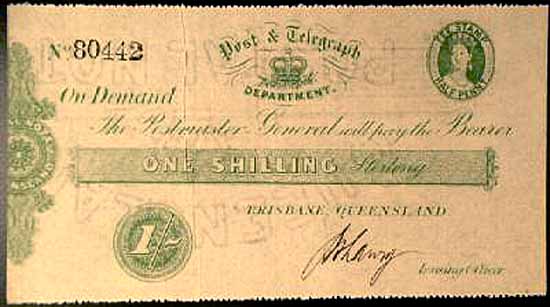 No 80442
Post & Telegraph
DEPARTMENT.
FEE STAMP
HALF PENNY
On Demand
The Postmaster General will pay the Bearer
ONE SHILLING Sterling
BRISBANE, QUEENSLAND
1/-
Issuing Officer